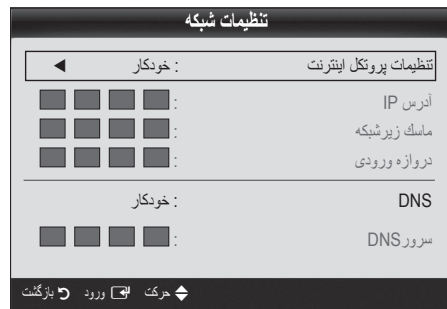 تنظیمات شبکه
تنظیمات پروتکل اینترنت : خودکار ◀
آدرس IP :
ماسك زیرشبکه :
دروازه ورودی :
DNS : خودکار
سرورDNS :
حرکت ورود بازگشت